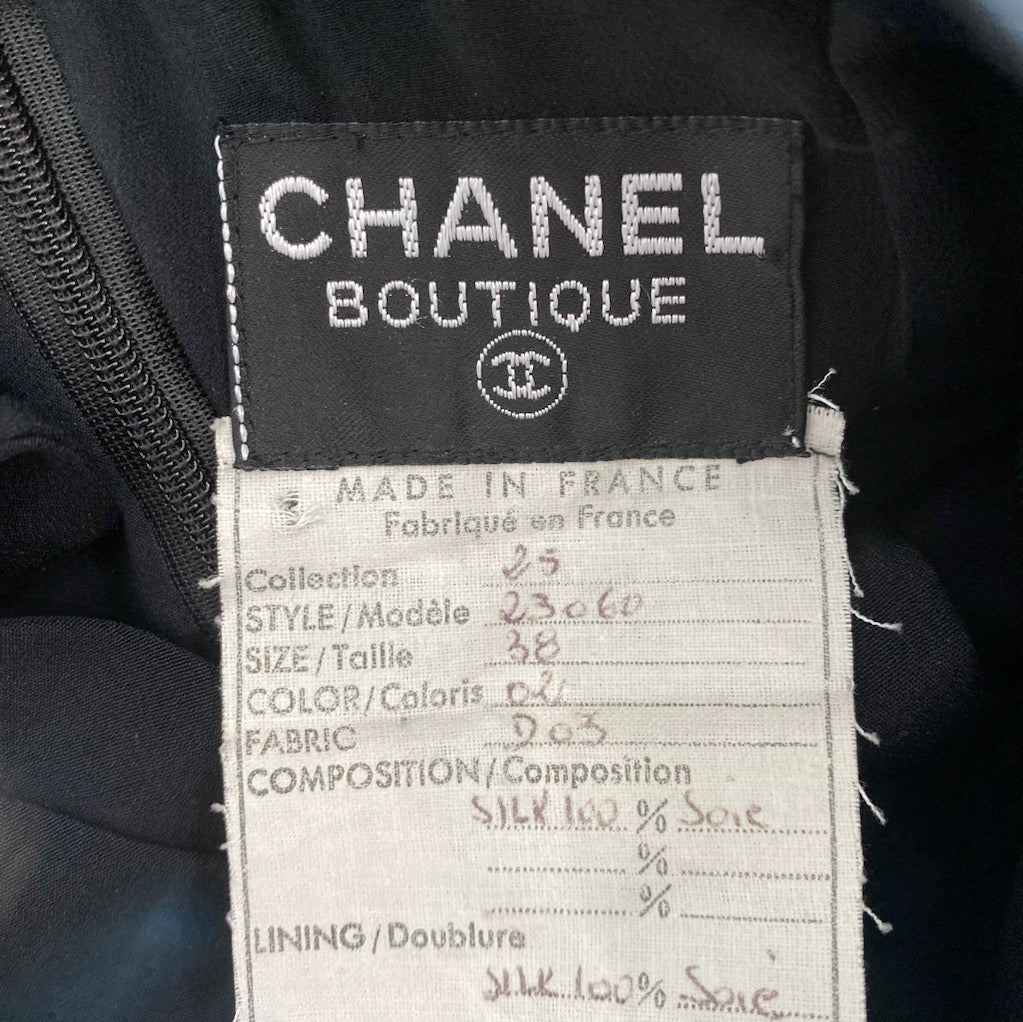 CHANEL
BOUTIQUE
MADE IN FRANCE
Fabriqué en France
Collection 25
STYLE/Modèle 23060
SIZE/Taille 38
COLOR/Coloris 02
FABRIC D03
COMPOSITION/Composition
SILK 100 % Soie
%
%
LINING/Doublure
SILK 100% Soie